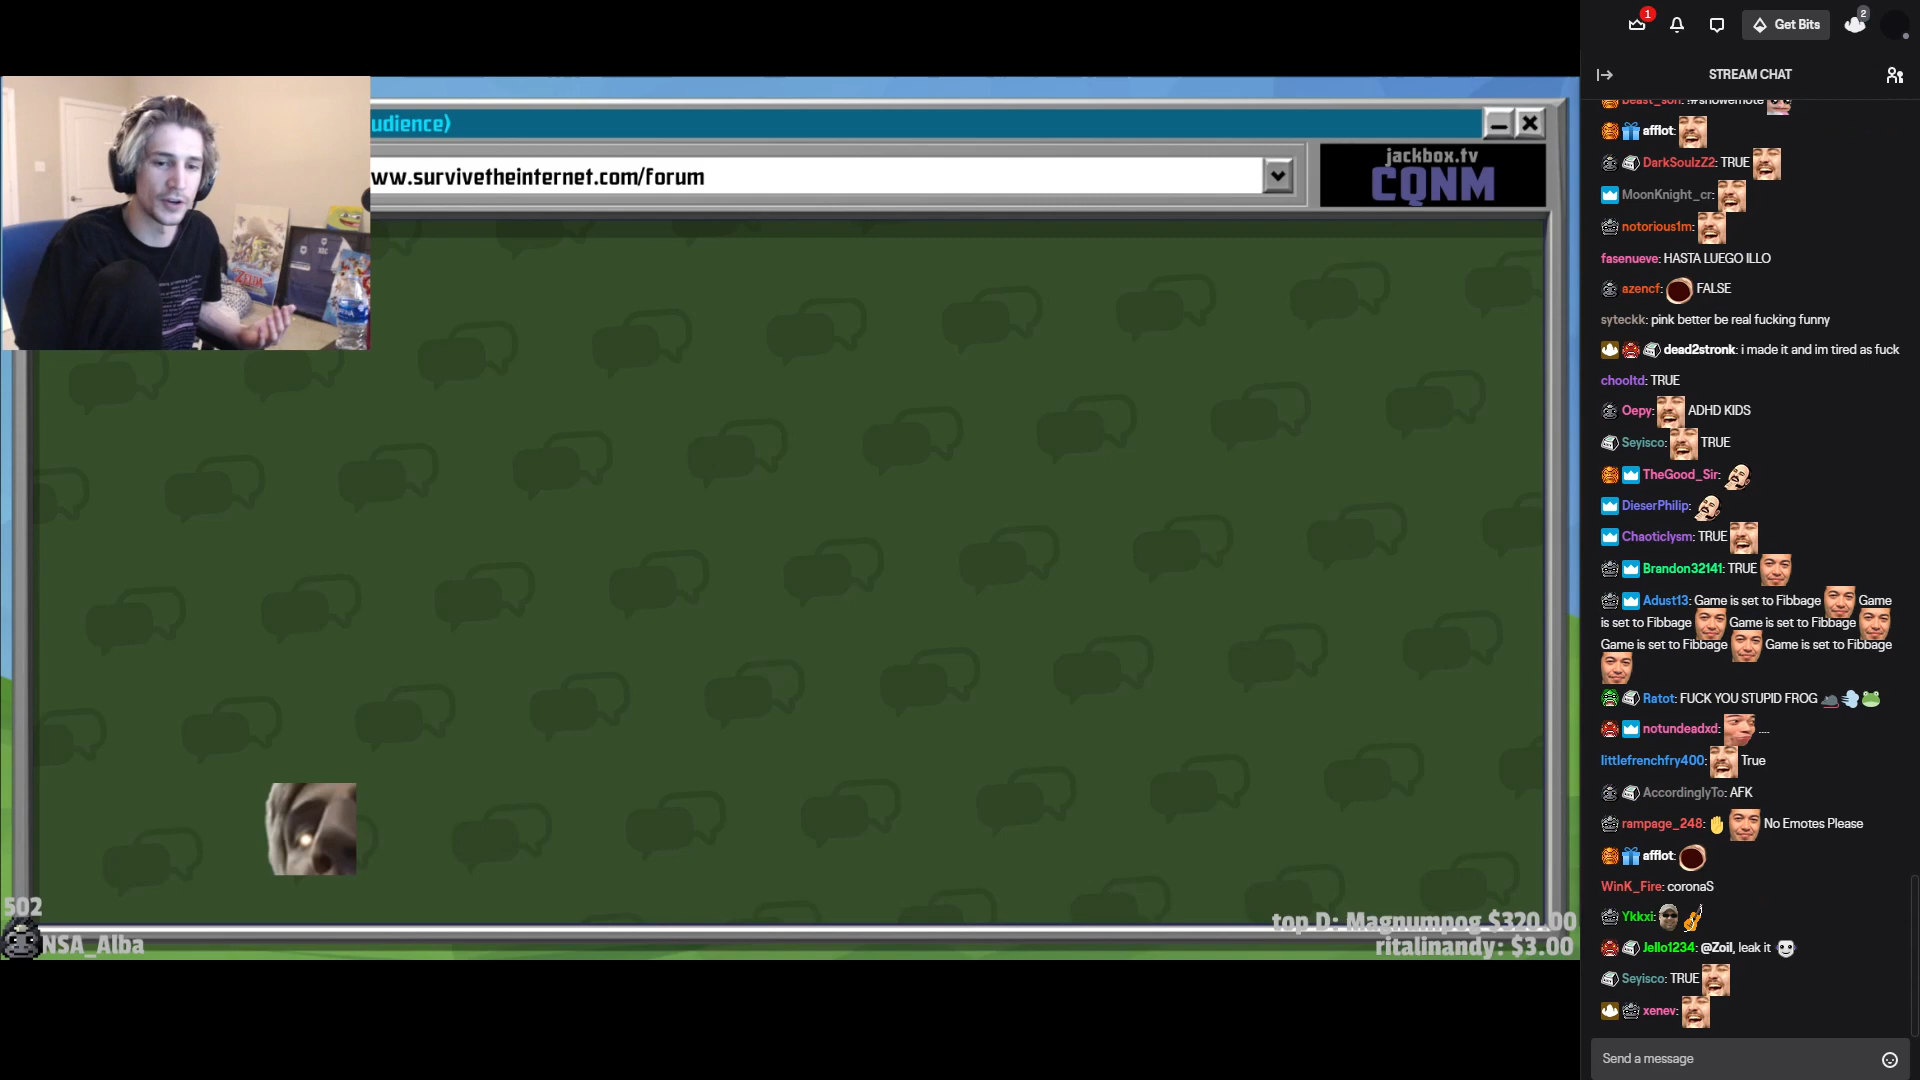 1
Get Bits
2
STREAM CHAT
udience)
ww.survivetheinternet.com/forum
jackbox.tv
CQNM
ZELDA
502
NSA_Alba
top D: Magnumpog $320.00
ritalinandy: $3.00
Beast_son: !#showemote
afflot:
DarkSoulzZ2: TRUE
MoonKnight_cr:
notorious1m:
fasenueve: HASTA LUEGO ILLO
azencf: FALSE
syteckk: pink better be real fucking funny
dead2stronk: i made it and im tired as fuck
chooltd: TRUE
Oepy: ADHD KIDS
Seyisco: TRUE
TheGood_Sir:
DieserPhilip:
Chaoticlysm: TRUE
Brandon32141: TRUE
Adust13: Game is set to Fibbage Game
is set to Fibbage Game is set to Fibbage
Game is set to Fibbage Game is set to Fibbage
Ratot: FUCK YOU STUPID FROG
notundeadxd: ....
littlefrenchfry400: True
AccordinglyTo: AFK
rampage_248: No Emotes Please
afflot:
WinK_Fire: coronaS
Ykkxi:
Jello1234: @Zoil, leak it
Seyisco: TRUE
xenev:
Send a message